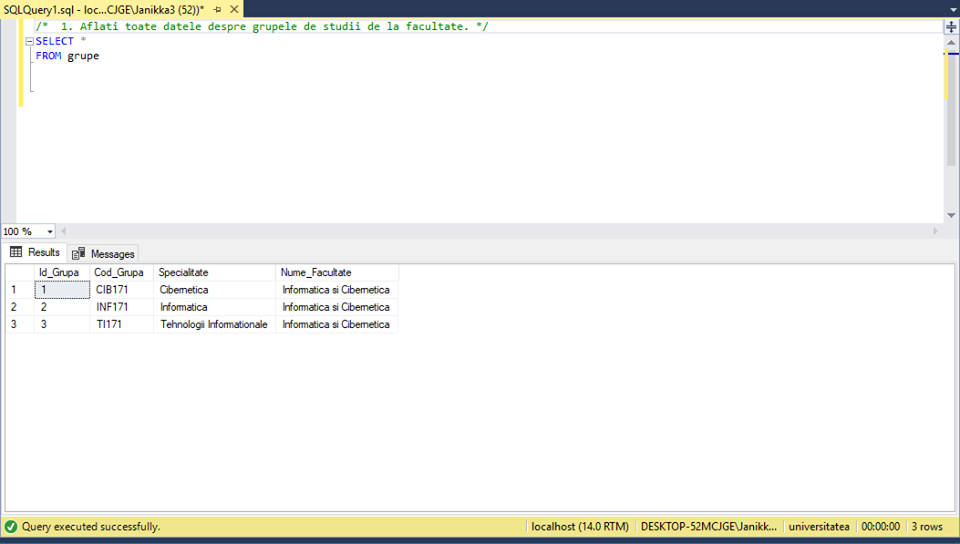 SQLQuery1.sql - loc...CJGE\Janikka3 (52))*
/*  1. Aflati toate datele despre grupele de studii de la facultate. */
SELECT *
FROM grupe
100 %
Results Messages
Id_Grupa Cod_Grupa Specialitate Nume_Facultate
1 1 CIB171 Cibernetica Informatica si Cibernetica
2 2 INF171 Informatica Informatica si Cibernetica
3 3 TI171 Tehnologii Informationale Informatica si Cibernetica
Query executed successfully. localhost (14.0 RTM) DESKTOP-52MCJGE\Janikk... universitatea 00:00:00 3 rows